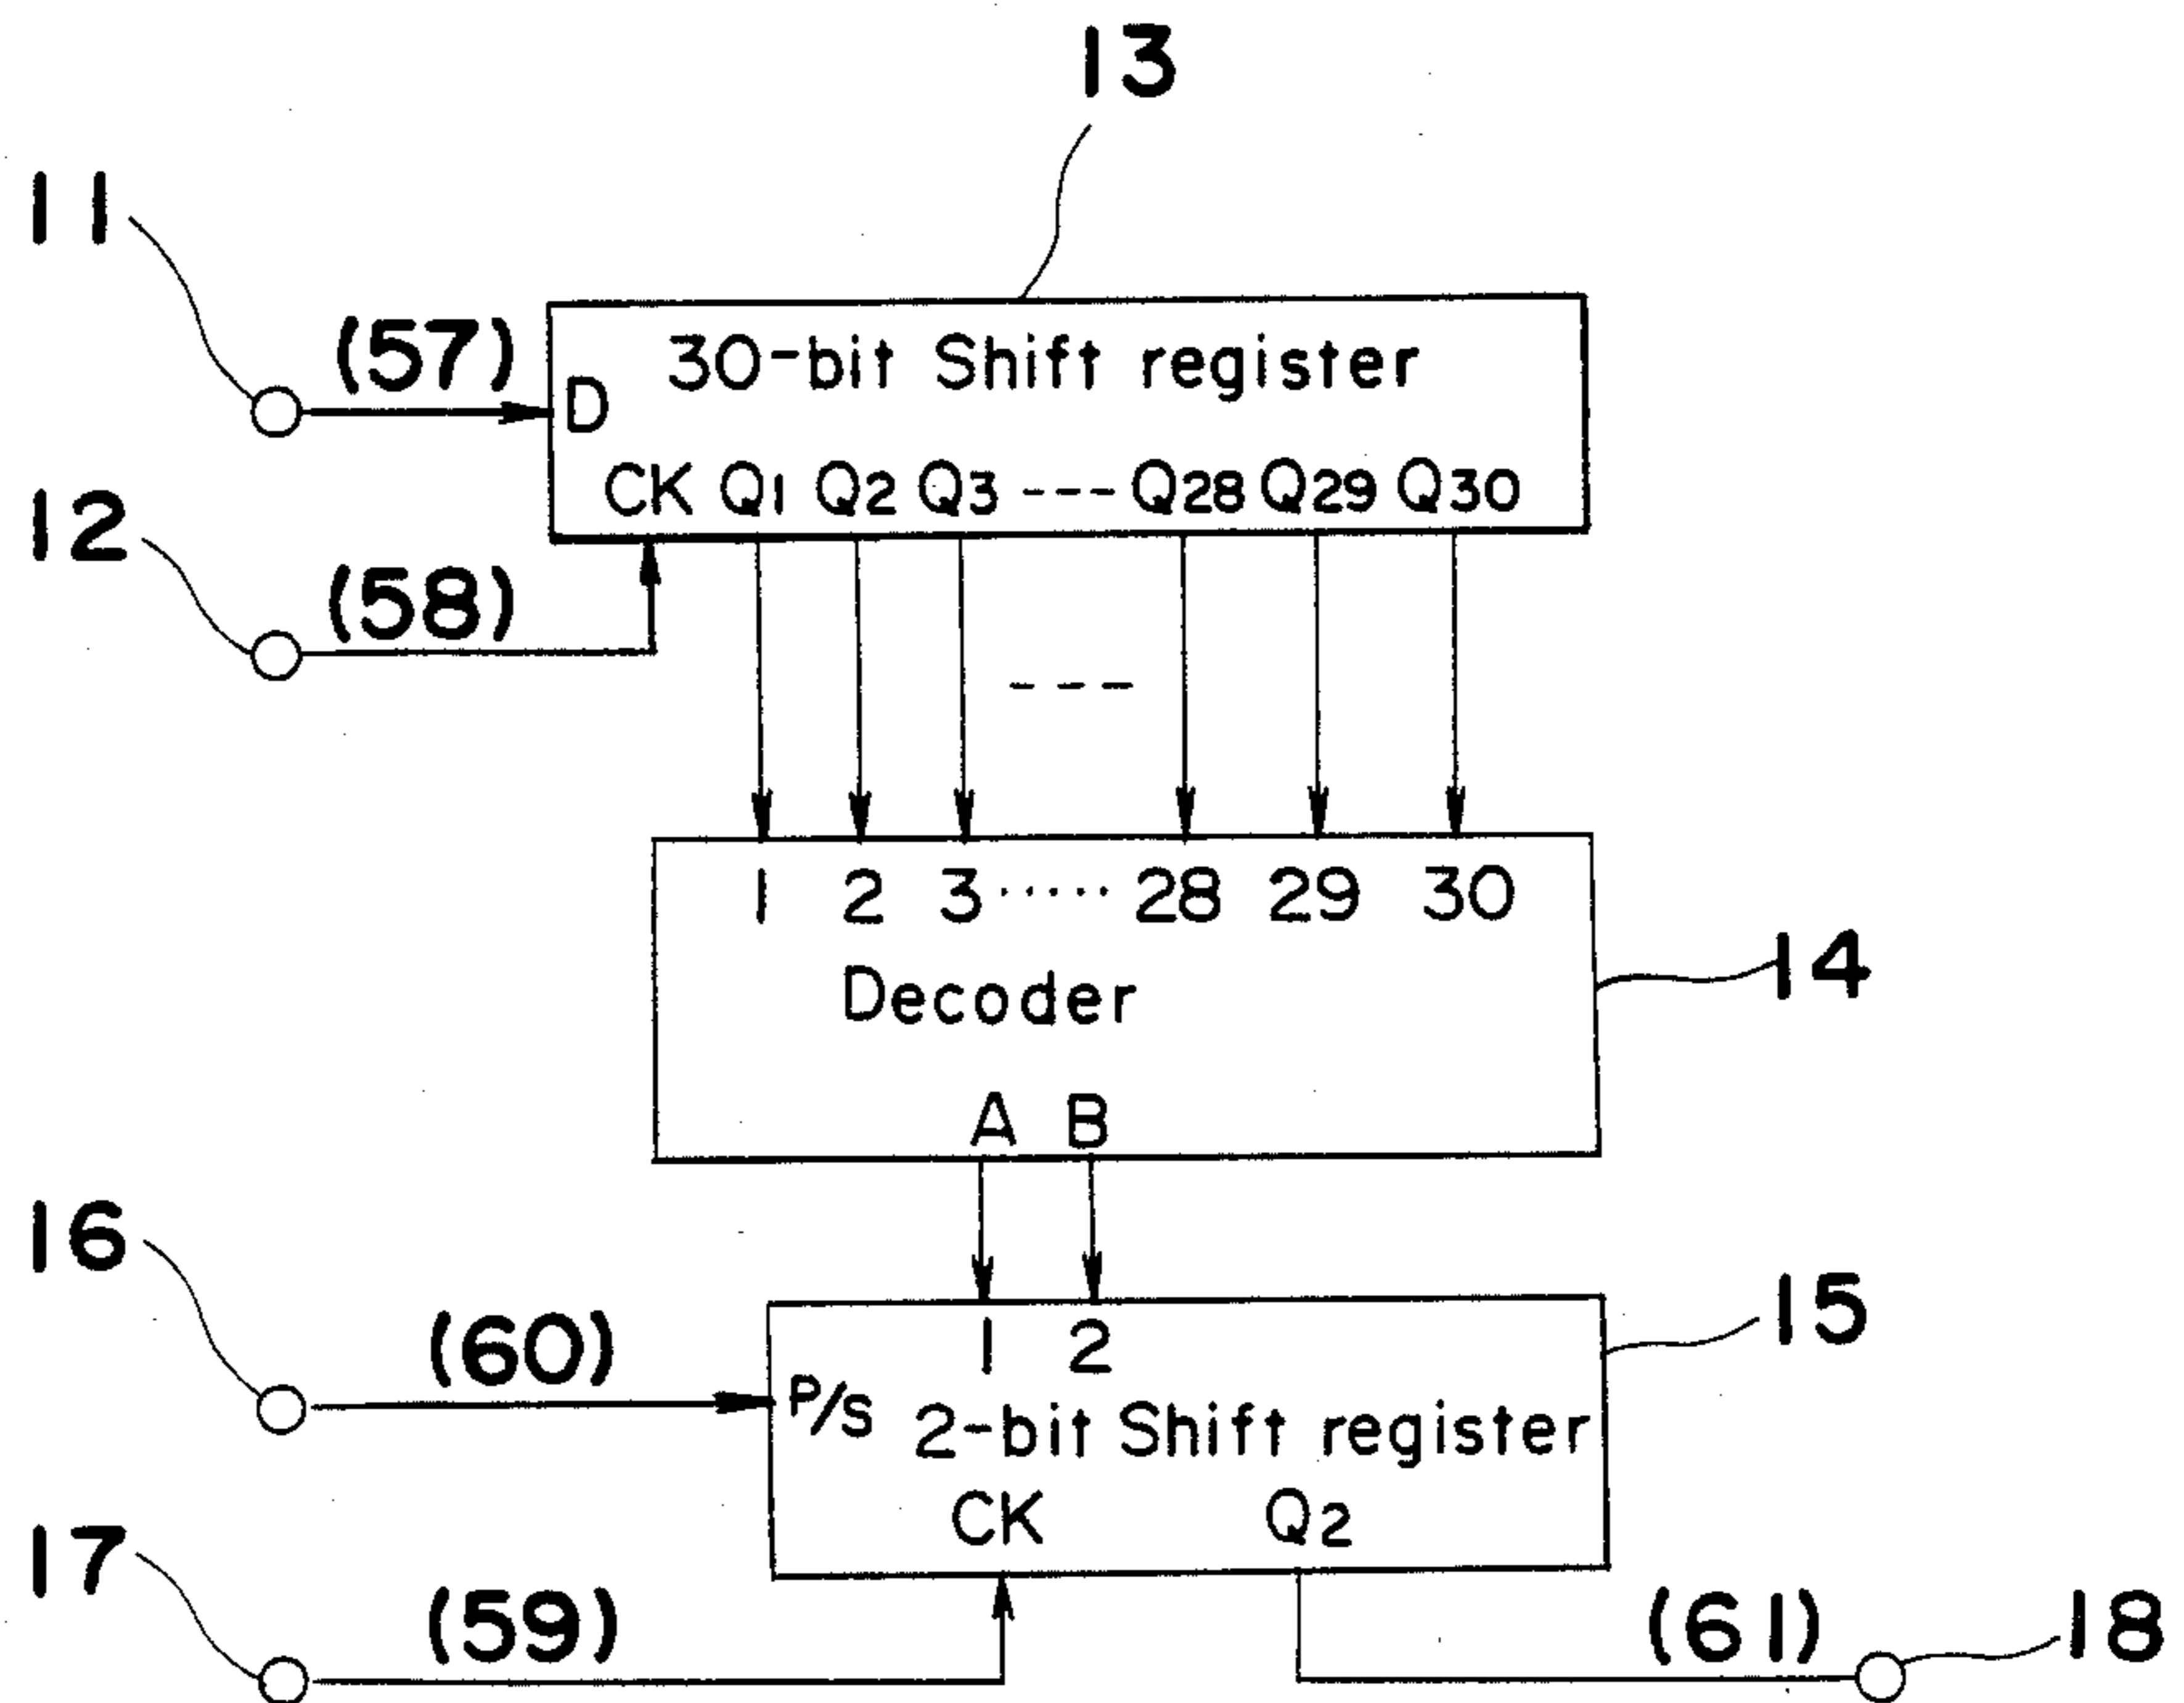 13
11
(57)
30-bit Shift register
D
CK Q1 Q2 Q3 --- Q28 Q29 Q30
12
(58)
---
1 2 3 ····· 28 29 30
Decoder
14
A B
16
(60)
1 2
15
P/S
2-bit Shift register
CK Q2
17
(59)
(61)
18